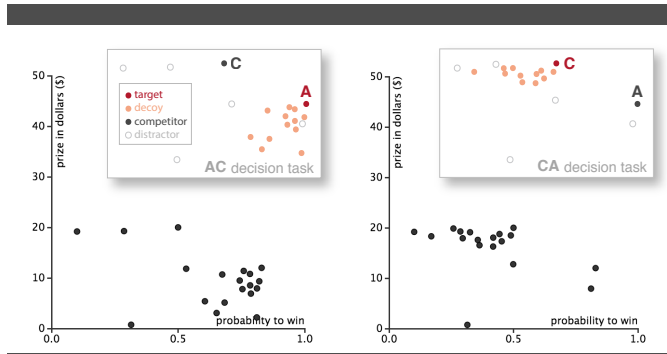 C
A
target
decoy
competitor
distractor
AC decision task
prize in dollars ($)
50
40
30
20
10
0
0.0
0.5
1.0
probability to win
C
A
CA decision task
prize in dollars ($)
50
40
30
20
10
0
0.0
0.5
1.0
probability to win